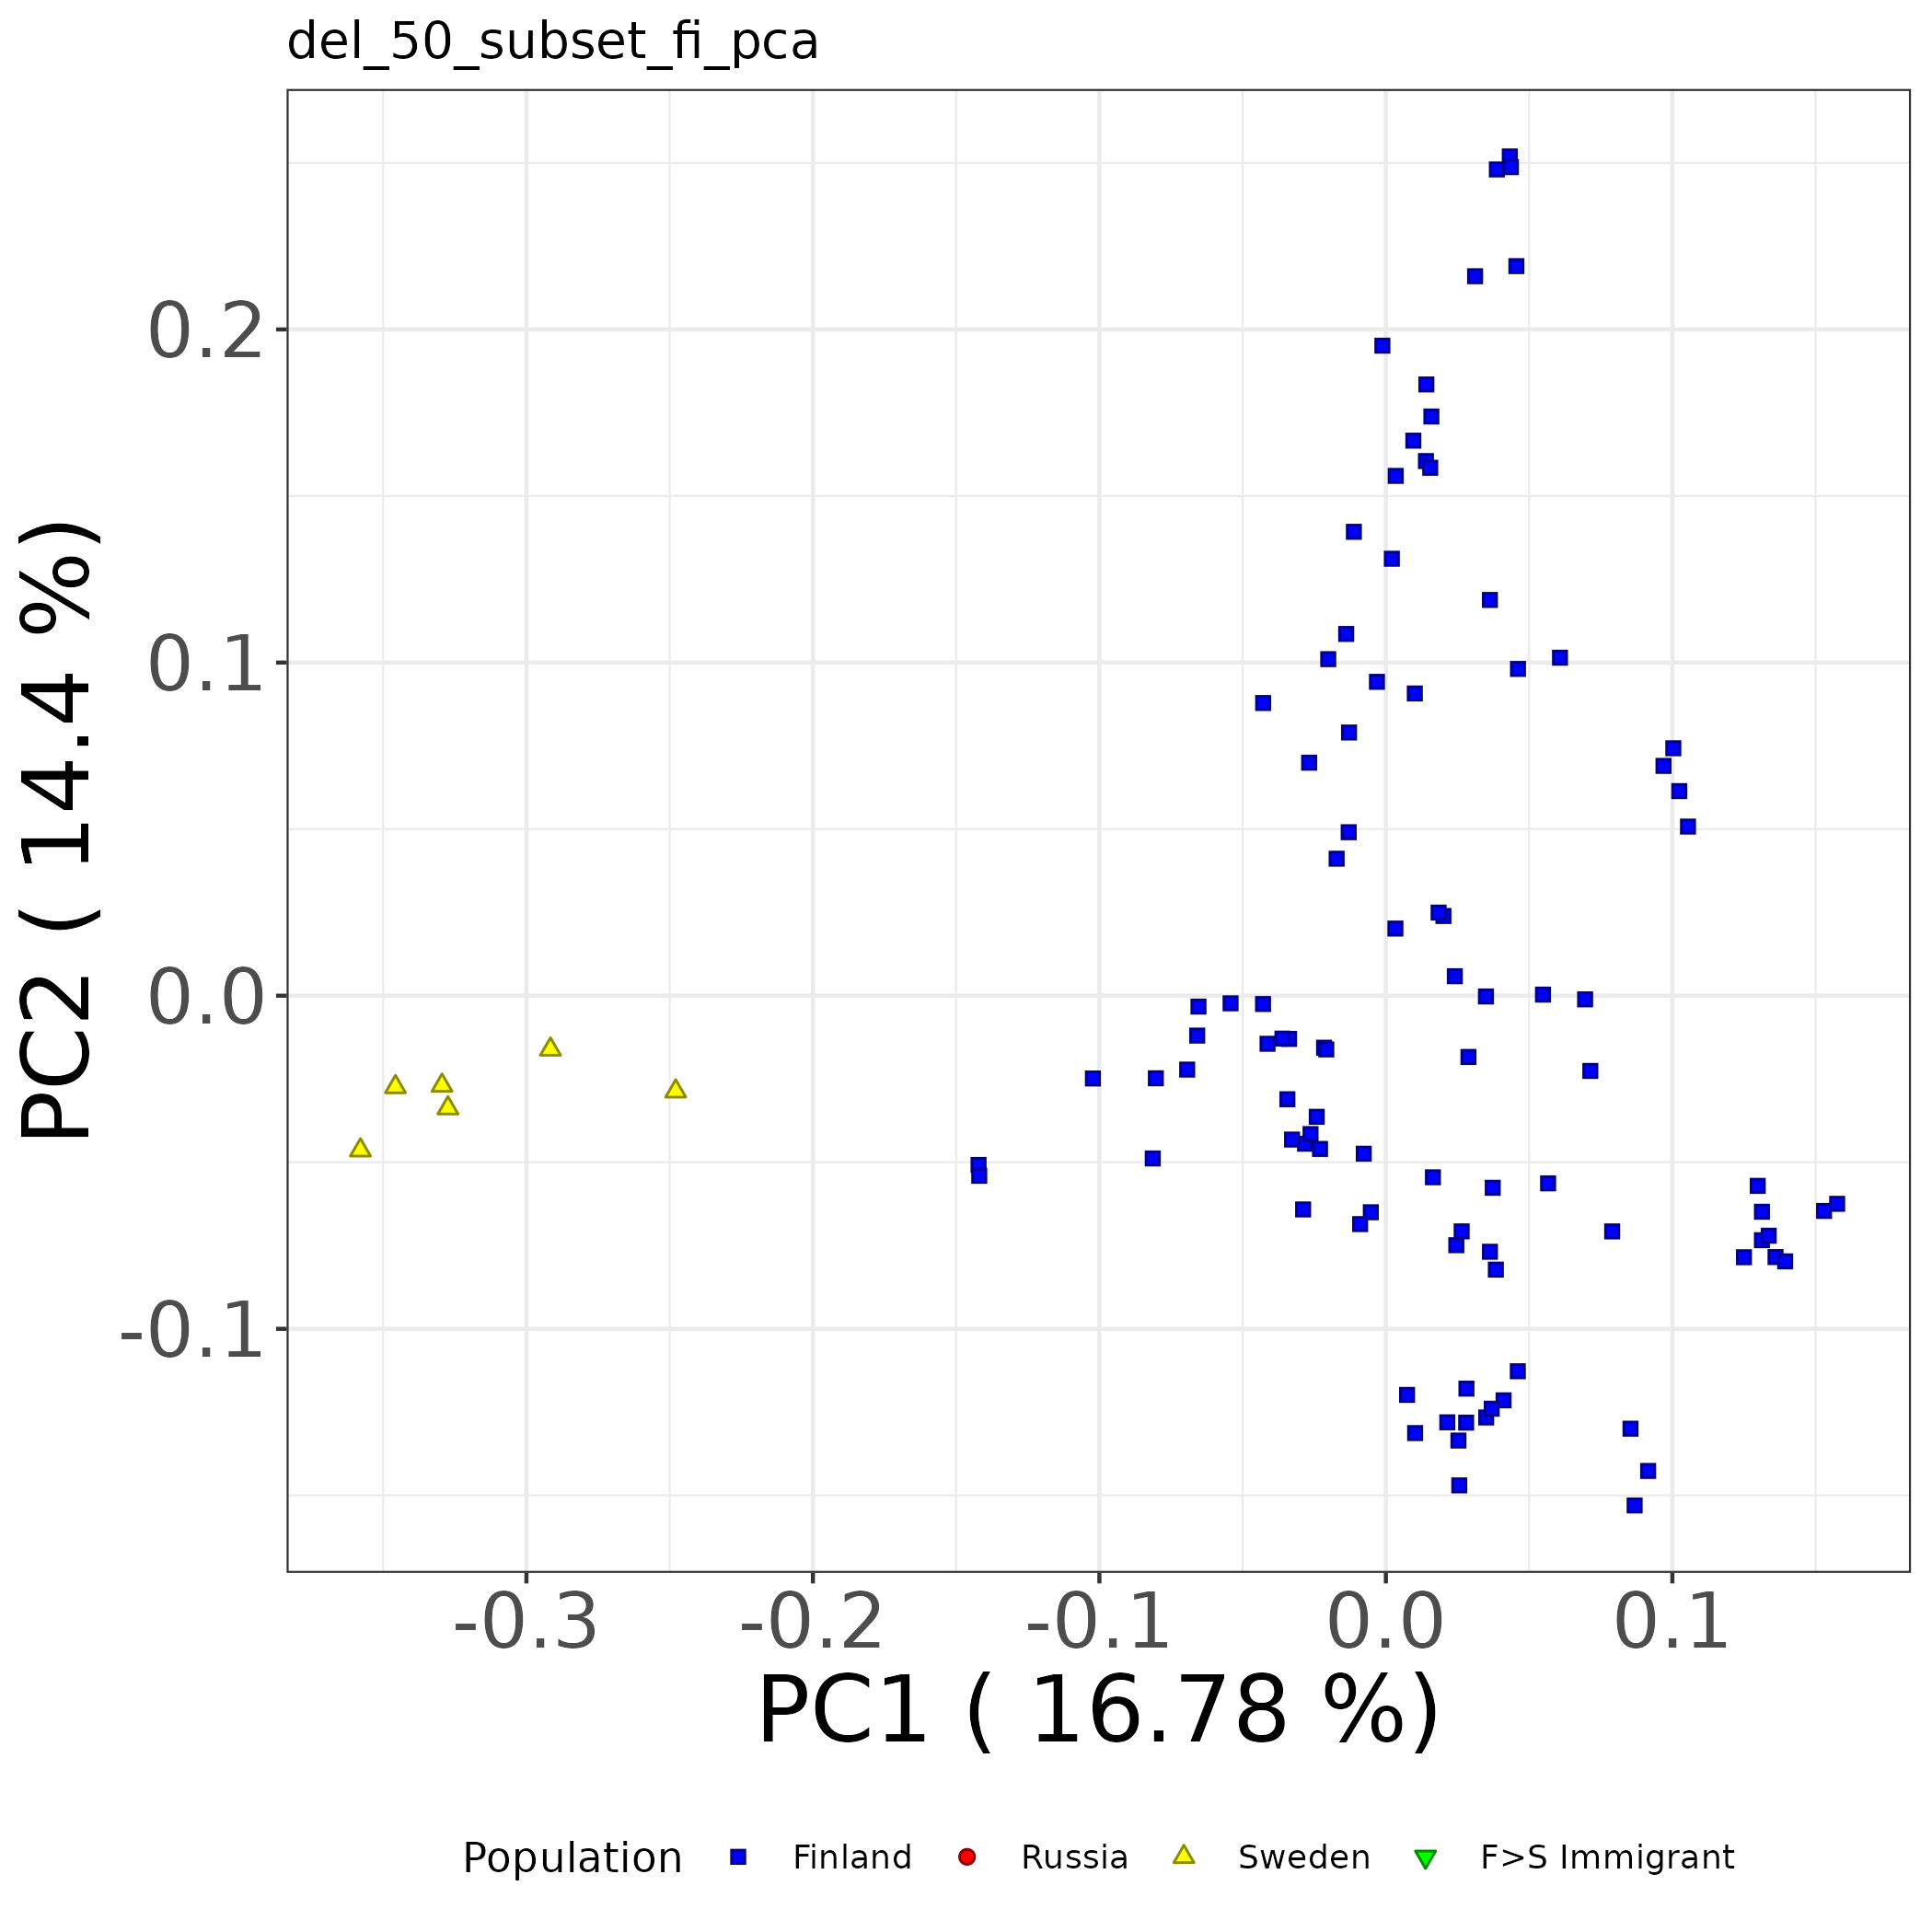 del_50_subset_fi_pca
PC2 ( 14.4 %)
0.2
0.1
0.0
-0.1
-0.3 -0.2 -0.1 0.0 0.1
PC1 ( 16.78 %)
Population Finland Russia Sweden F>S Immigrant